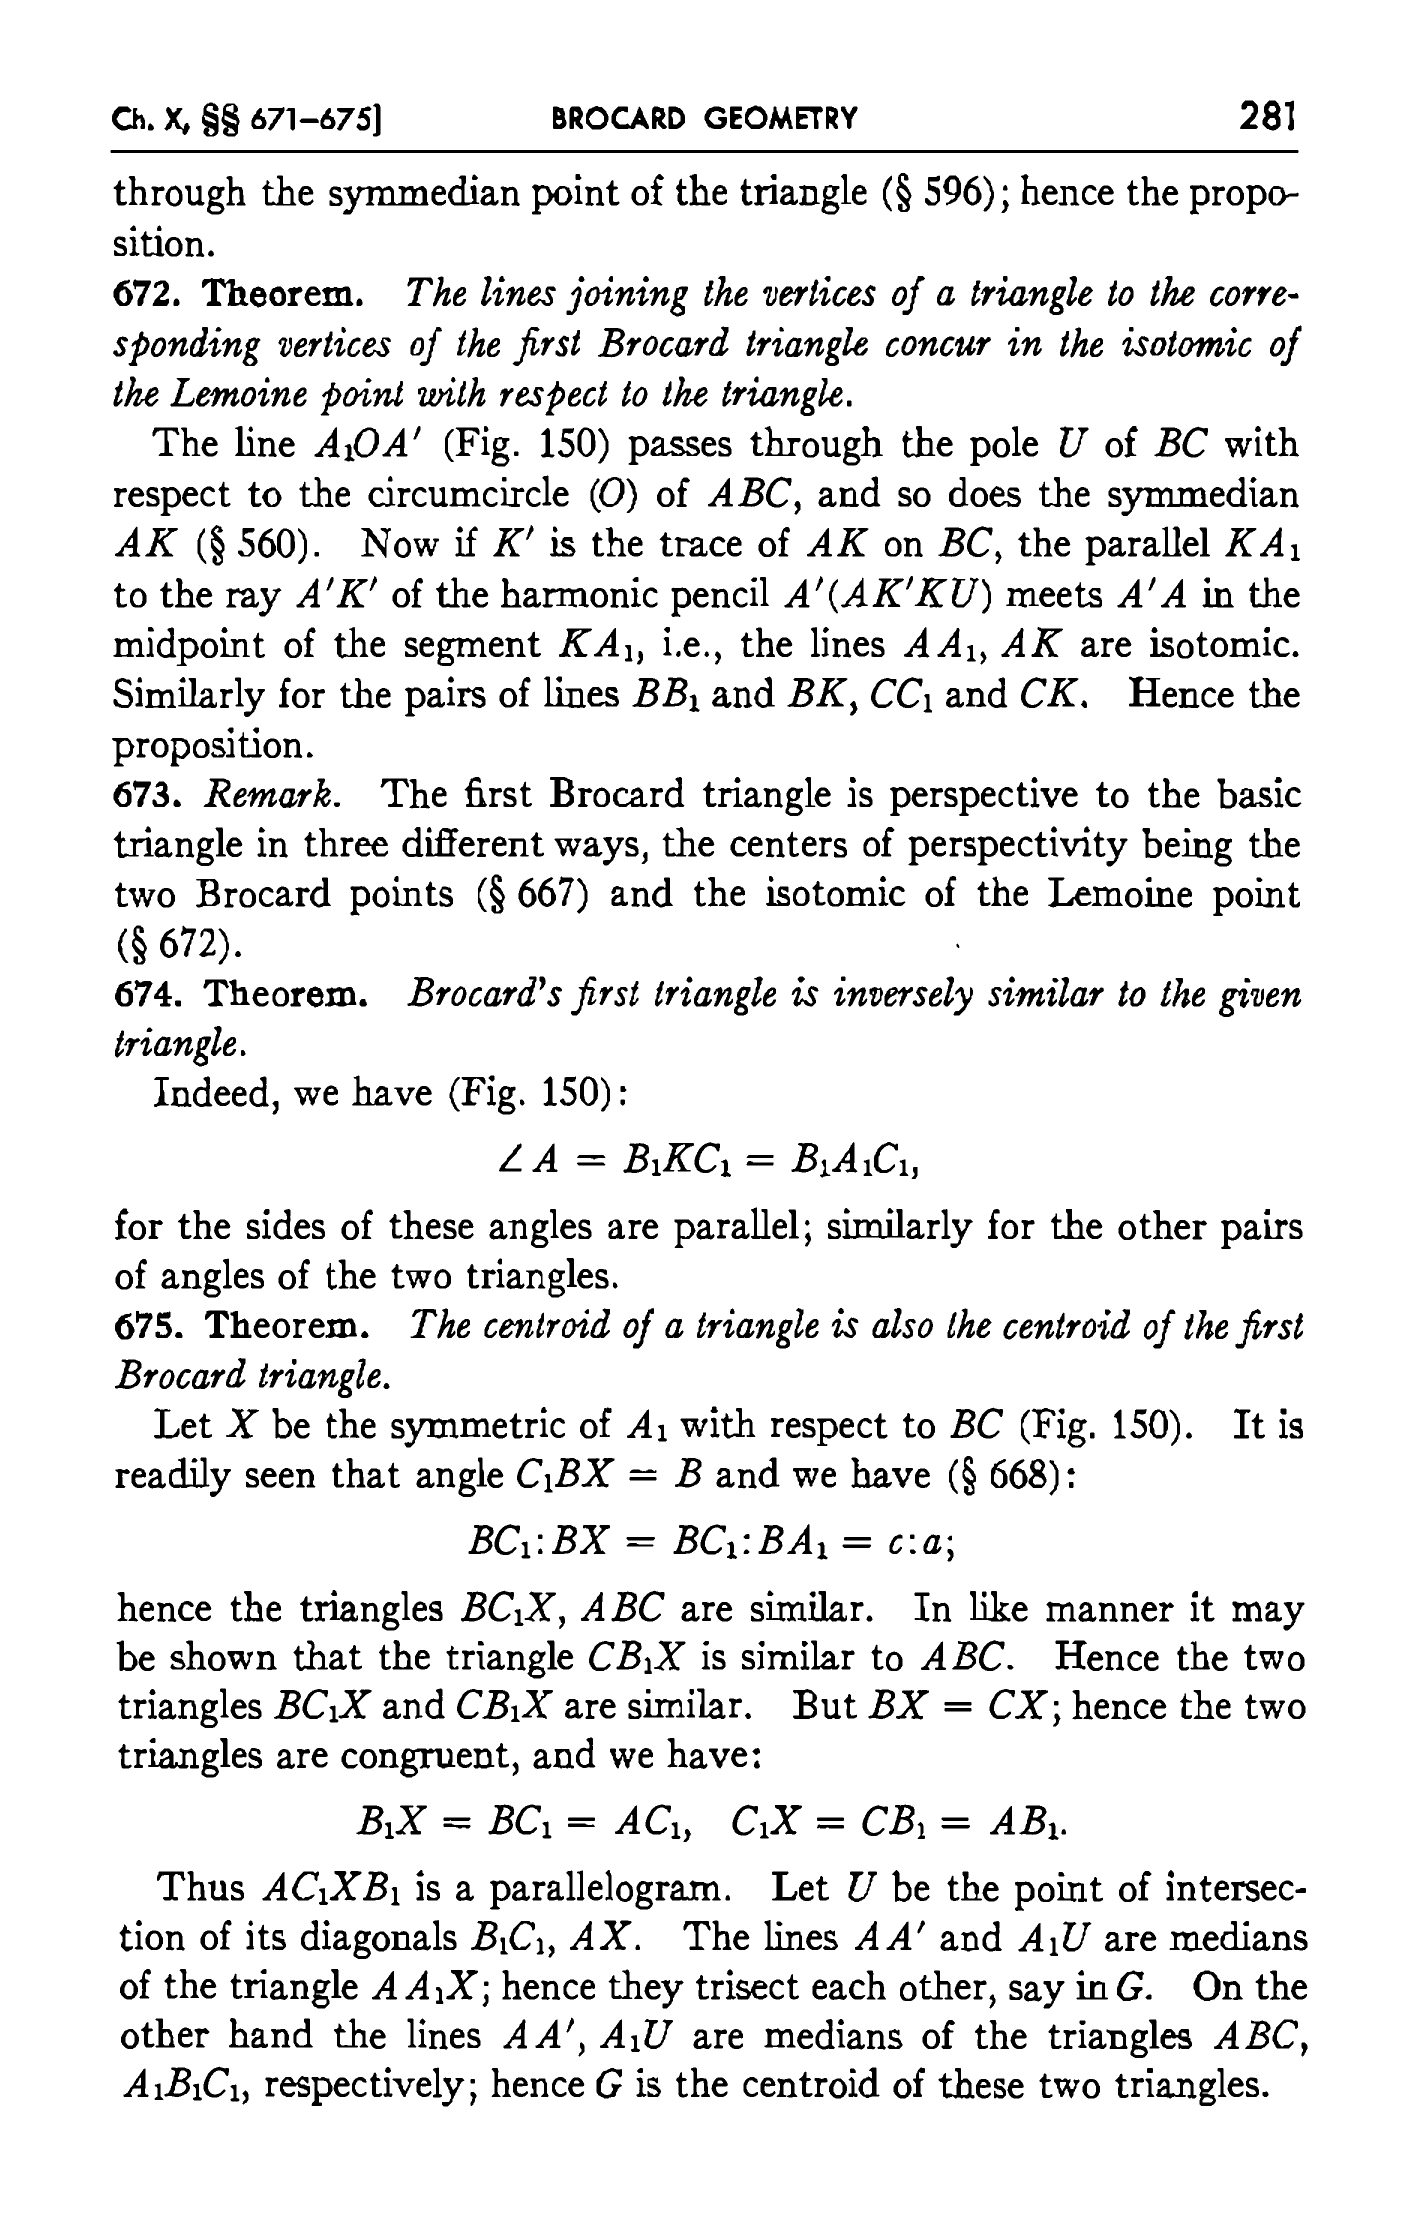 Ch. X, §§ 671–675] BROCARD GEOMETRY 281
through the symmedian point of the triangle (§ 596); hence the propo-
sition.
672. Theorem. The lines joining the vertices of a triangle to the corre-
sponding vertices of the first Brocard triangle concur in the isotomic of
the Lemoine point with respect to the triangle.
The line A₁OA′ (Fig. 150) passes through the pole U of BC with
respect to the circumcircle (O) of ABC, and so does the symmedian
AK (§ 560). Now if K′ is the trace of AK on BC, the parallel KA₁
to the ray A′K′ of the harmonic pencil A′(AK′KU) meets A′A in the
midpoint of the segment KA₁, i.e., the lines AA₁, AK are isotomic.
Similarly for the pairs of lines BB₁ and BK, CC₁ and CK. Hence the
proposition.
673. Remark. The first Brocard triangle is perspective to the basic
triangle in three different ways, the centers of perspectivity being the
two Brocard points (§ 667) and the isotomic of the Lemoine point
(§ 672).
674. Theorem. Brocard's first triangle is inversely similar to the given
triangle.
Indeed, we have (Fig. 150):
∠A = B₁KC₁ = B₁A₁C₁,
for the sides of these angles are parallel; similarly for the other pairs
of angles of the two triangles.
675. Theorem. The centroid of a triangle is also the centroid of the first
Brocard triangle.
Let X be the symmetric of A₁ with respect to BC (Fig. 150). It is
readily seen that angle C₁BX = B and we have (§ 668):
BC₁:BX = BC₁:BA₁ = c:a;
hence the triangles BC₁X, ABC are similar. In like manner it may
be shown that the triangle CB₁X is similar to ABC. Hence the two
triangles BC₁X and CB₁X are similar. But BX = CX; hence the two
triangles are congruent, and we have:
B₁X = BC₁ = AC₁, C₁X = CB₁ = AB₁.
Thus AC₁XB₁ is a parallelogram. Let U be the point of intersec-
tion of its diagonals B₁C₁, AX. The lines AA′ and A₁U are medians
of the triangle AA₁X; hence they trisect each other, say in G. On the
other hand the lines AA′, A₁U are medians of the triangles ABC,
A₁B₁C₁, respectively; hence G is the centroid of these two triangles.